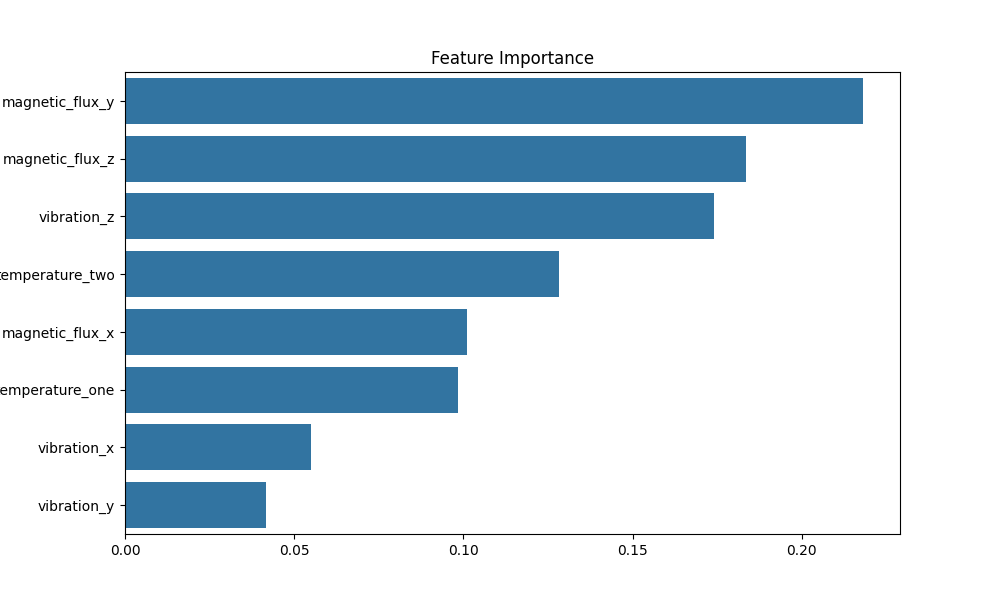 Feature Importance
magnetic_flux_y
magnetic_flux_z
vibration_z
temperature_two
magnetic_flux_x
emperature_one
vibration_x
vibration_y
0.00 0.05 0.10 0.15 0.20